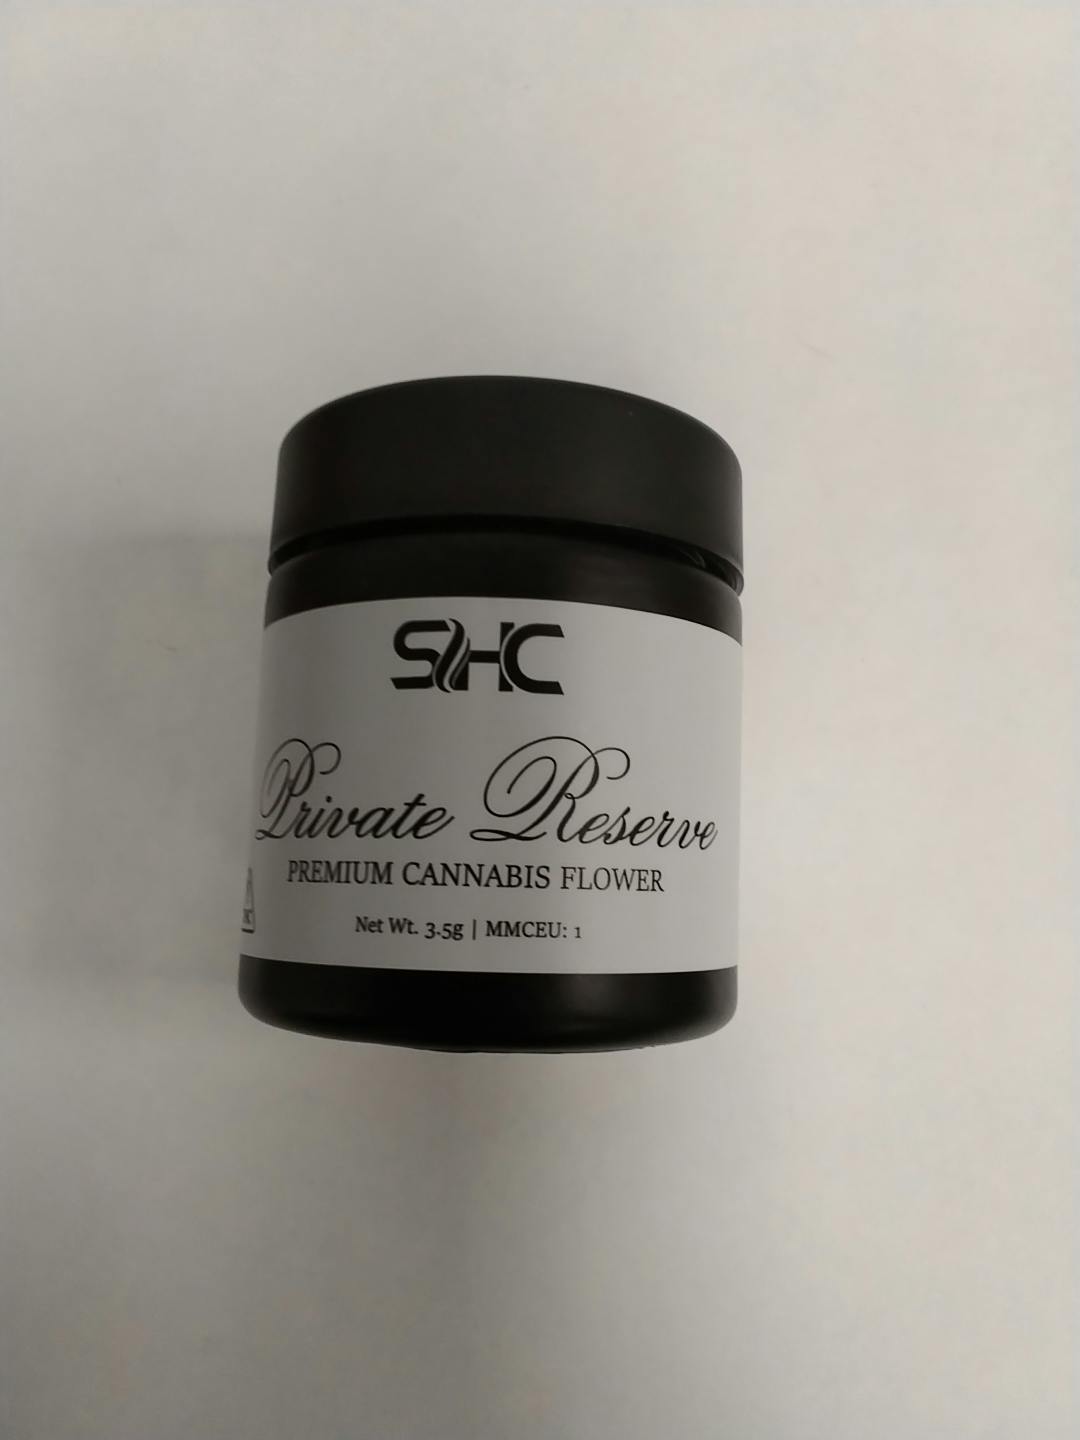 SHC
Private Reserve
PREMIUM CANNABIS FLOWER
Net Wt. 3.5g | MMCEU: 1